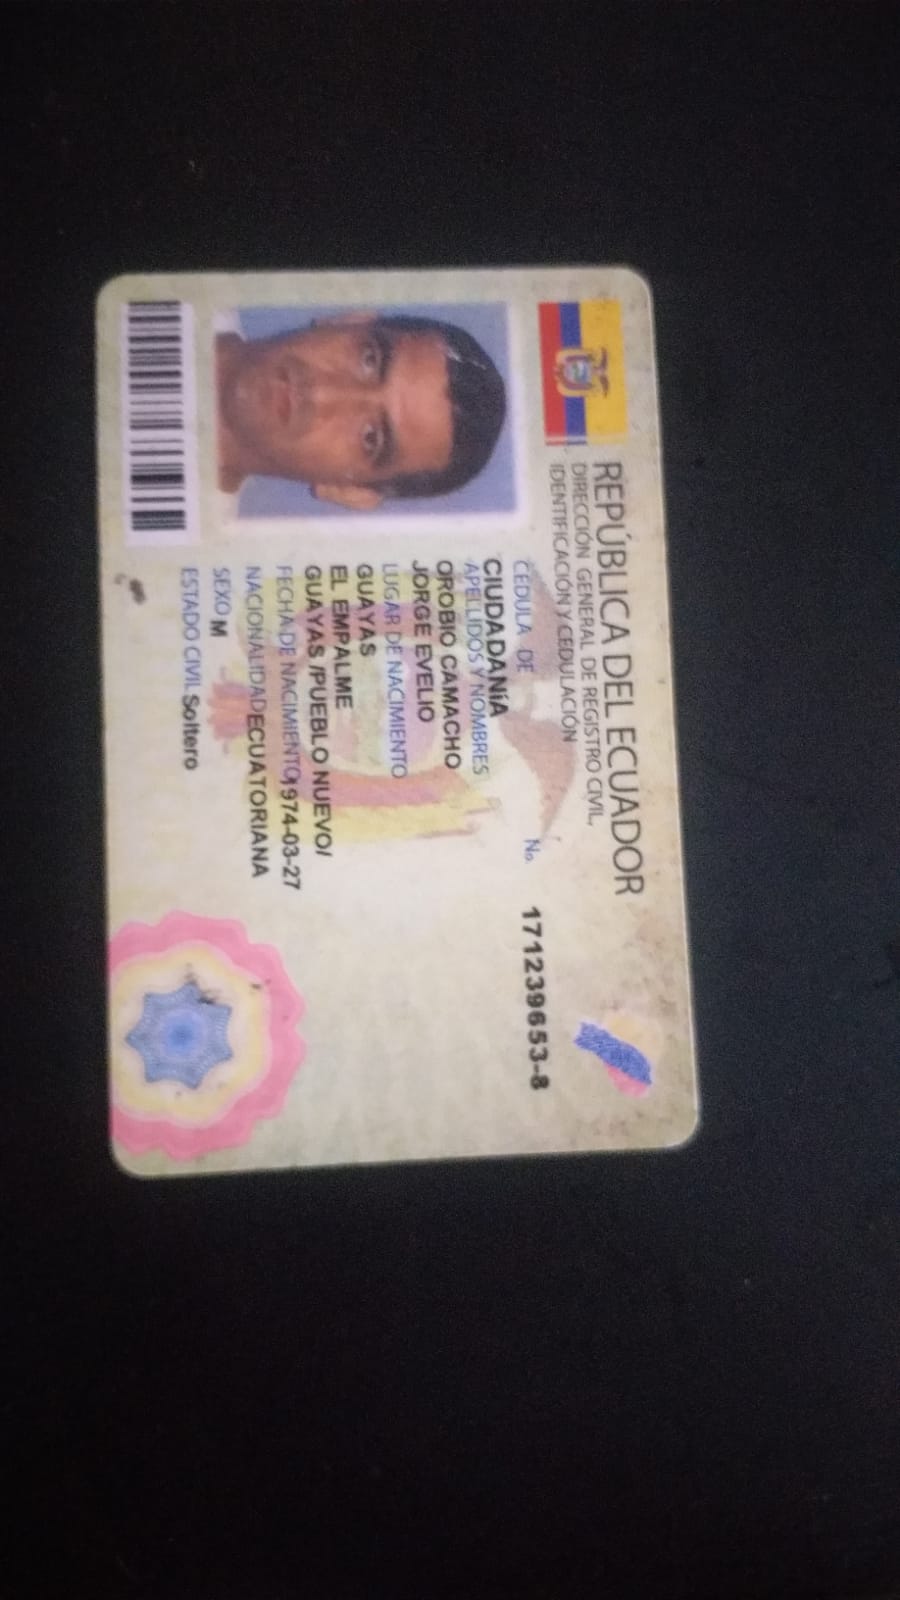 REPÚBLICA DEL ECUADOR
DIRECCIÓN GENERAL DE REGISTRO CIVIL,
IDENTIFICACIÓN Y CEDULACIÓN
CÉDULA DE No. 171239653-8
CIUDADANÍA
APELLIDOS Y NOMBRES
OROBIO CAMACHO
JORGE EVELIO
LUGAR DE NACIMIENTO
GUAYAS
EL EMPALME
GUAYAS /PUEBLO NUEVO/
FECHA DE NACIMIENTO 1974-03-27
NACIONALIDAD ECUATORIANA
SEXO M
ESTADO CIVIL Soltero